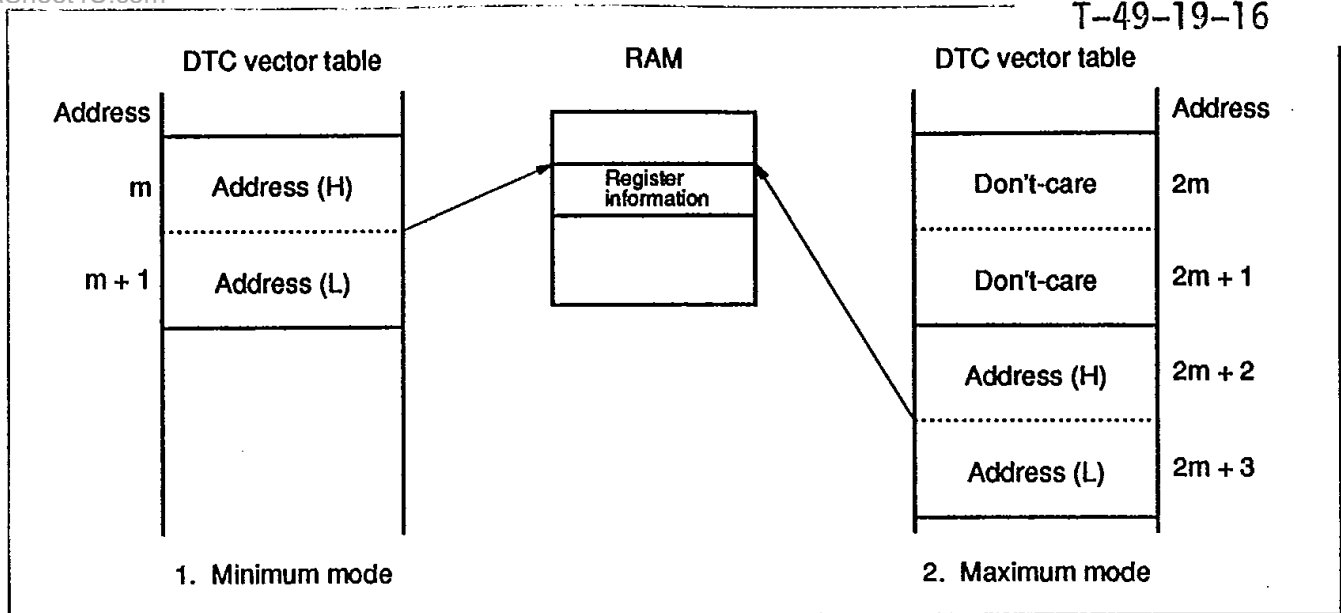 T-49-19-16
DTC vector table
Address
m
Address (H)
m + 1
Address (L)
1. Minimum mode
RAM
Register
information
DTC vector table
Address
Don't-care
2m
Don't-care
2m + 1
Address (H)
2m + 2
Address (L)
2m + 3
2. Maximum mode